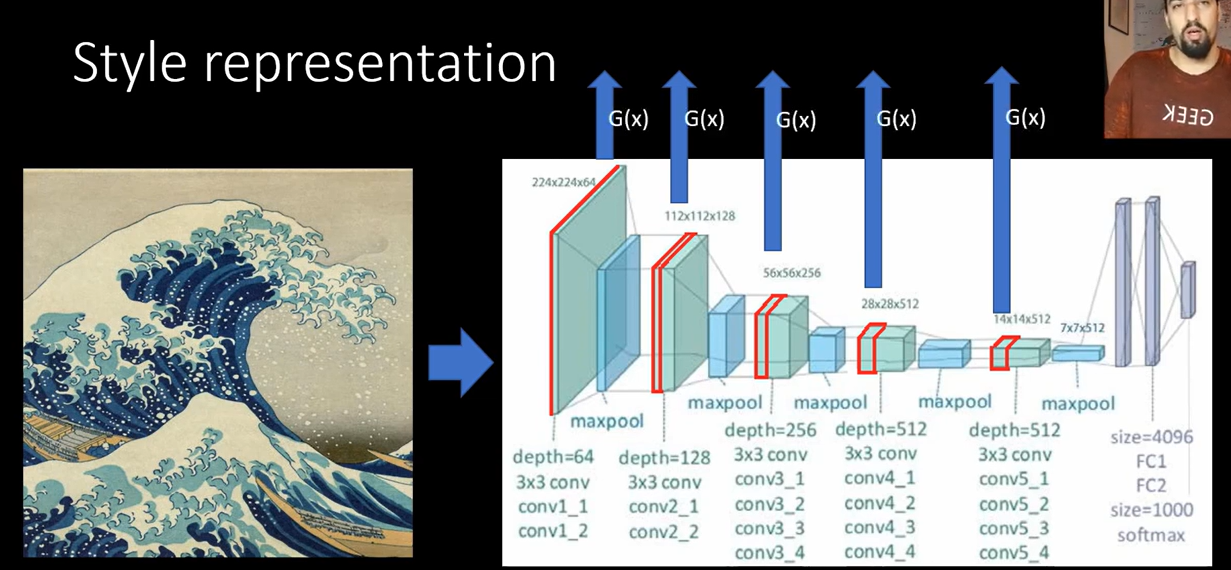 Style representation
G(x)
G(x)
G(x)
G(x)
G(x)
GEEK
224x224x64
112x112x128
56x56x256
28x28x512
14x14x512
7x7x512
maxpool
maxpool
maxpool
maxpool
maxpool
depth=64
3x3 conv
conv1_1
conv1_2
depth=128
3x3 conv
conv2_1
conv2_2
depth=256
3x3 conv
conv3_1
conv3_2
conv3_3
conv3_4
depth=512
3x3 conv
conv4_1
conv4_2
conv4_3
conv4_4
depth=512
3x3 conv
conv5_1
conv5_2
conv5_3
conv5_4
size=4096
FC1
FC2
size=1000
softmax